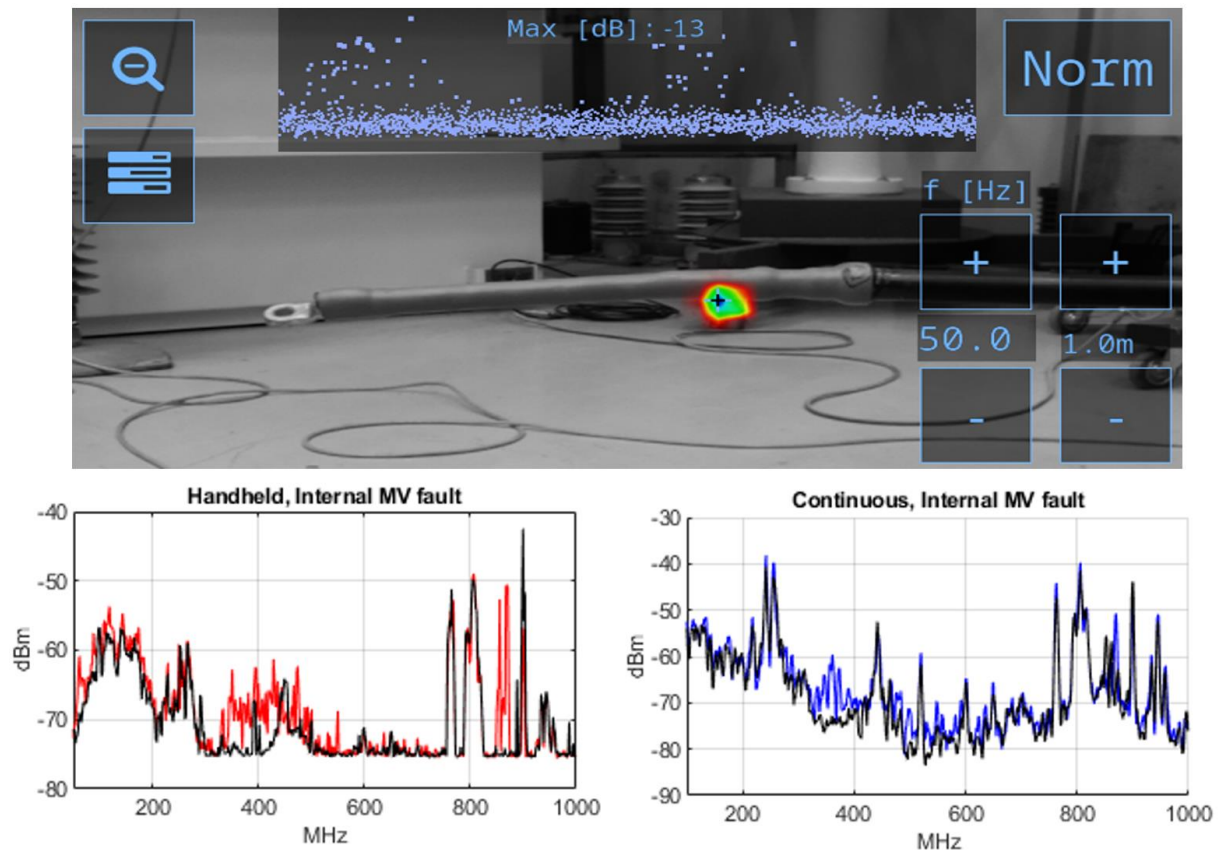 Max [dB]:-13
Norm
f [Hz]
+ +
50.0 1.0m
- -
Handheld, Internal MV fault
-40
-50
-60
-70
-80
dBm
200 400 600 800 1000
MHz
Continuous, Internal MV fault
-30
-40
-50
-60
-70
-80
-90
dBm
200 400 600 800 1000
MHz